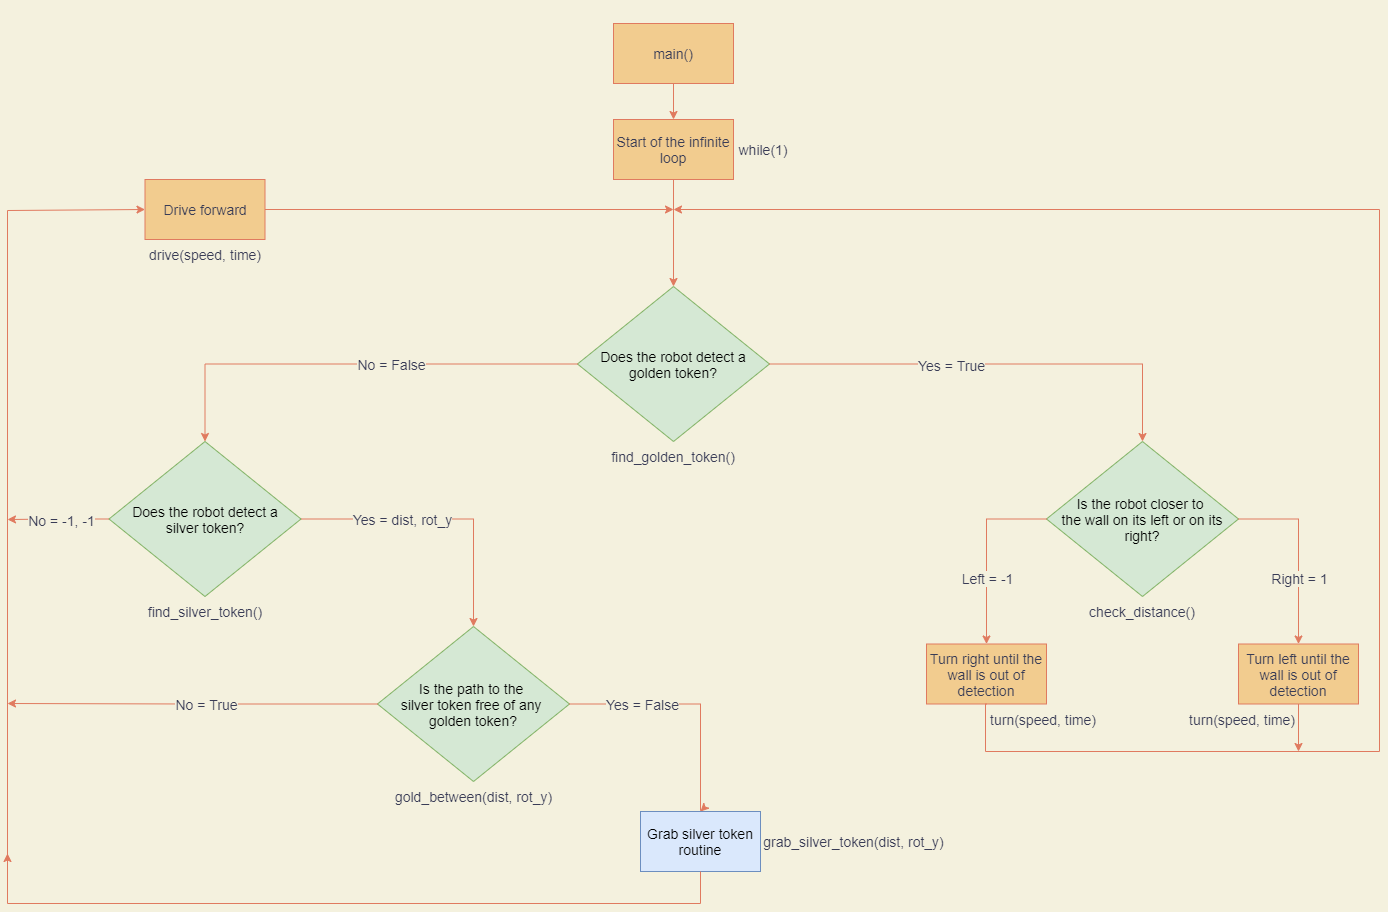 main()
Start of the infinite
loop
while(1)
Drive forward
drive(speed, time)
Does the robot detect a
golden token?
No = False
Yes = True
find_golden_token()
Does the robot detect a
silver token?
No = -1, -1
Yes = dist, rot_y
find_silver_token()
Is the robot closer to
the wall on its left or on its
right?
Left = -1
Right = 1
check_distance()
Turn right until the
wall is out of
detection
turn(speed, time)
Turn left until the
wall is out of
detection
turn(speed, time)
Is the path to the
silver token free of any
golden token?
No = True
Yes = False
gold_between(dist, rot_y)
Grab silver token
routine
grab_silver_token(dist, rot_y)